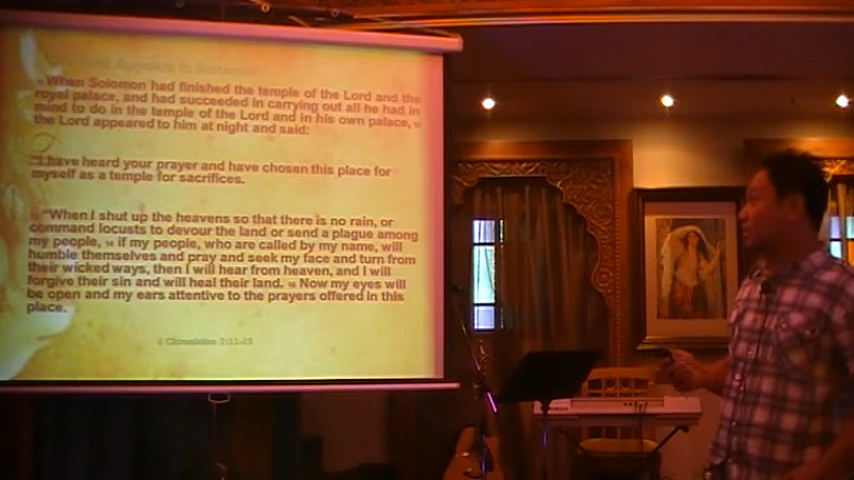 When Solomon had finished the temple of the Lord and the
royal palace, and had succeeded in carrying out all he had in
mind to do in the temple of the Lord and in his own palace, 12
the Lord appeared to him at night and said:
"I have heard your prayer and have chosen this place for
myself as a temple for sacrifices.
"When I shut up the heavens so that there is no rain, or
command locusts to devour the land or send a plague among
my people, 14 if my people, who are called by my name, will
humble themselves and pray and seek my face and turn from
their wicked ways, then I will hear from heaven, and I will
forgive their sin and will heal their land. 15 Now my eyes will
be open and my ears attentive to the prayers offered in this
place.
2 Chronicles 7:11-15